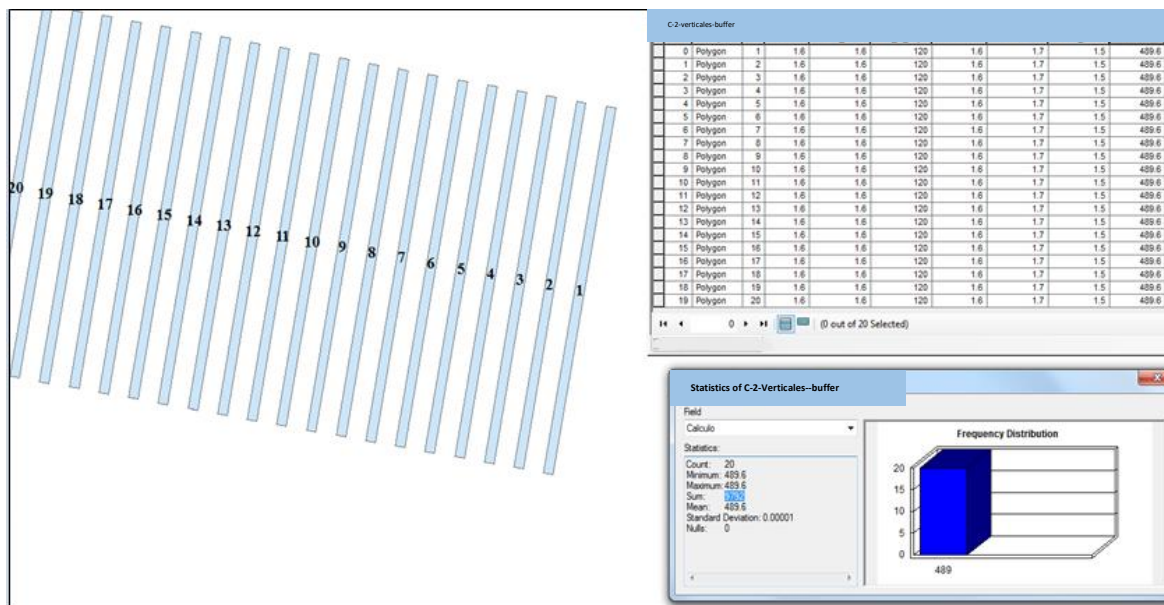 20 19 18 17 16 15 14 13 12 11 10 9 8 7 6 5 4 3 2 1
C-2-verticales-buffer
0 Polygon 1 1.6 1.6 120 1.6 1.7 1.5 489.6
1 Polygon 2 1.6 1.6 120 1.6 1.7 1.5 489.6
2 Polygon 3 1.6 1.6 120 1.6 1.7 1.5 489.6
3 Polygon 4 1.6 1.6 120 1.6 1.7 1.5 489.6
4 Polygon 5 1.6 1.6 120 1.6 1.7 1.5 489.6
5 Polygon 6 1.6 1.6 120 1.6 1.7 1.5 489.6
6 Polygon 7 1.6 1.6 120 1.6 1.7 1.5 489.6
7 Polygon 8 1.6 1.6 120 1.6 1.7 1.5 489.6
8 Polygon 9 1.6 1.6 120 1.6 1.7 1.5 489.6
9 Polygon 10 1.6 1.6 120 1.6 1.7 1.5 489.6
10 Polygon 11 1.6 1.6 120 1.6 1.7 1.5 489.6
11 Polygon 12 1.6 1.6 120 1.6 1.7 1.5 489.6
12 Polygon 13 1.6 1.6 120 1.6 1.7 1.5 489.6
13 Polygon 14 1.6 1.6 120 1.6 1.7 1.5 489.6
14 Polygon 15 1.6 1.6 120 1.6 1.7 1.5 489.6
15 Polygon 16 1.6 1.6 120 1.6 1.7 1.5 489.6
16 Polygon 17 1.6 1.6 120 1.6 1.7 1.5 489.6
17 Polygon 18 1.6 1.6 120 1.6 1.7 1.5 489.6
18 Polygon 19 1.6 1.6 120 1.6 1.7 1.5 489.6
19 Polygon 20 1.6 1.6 120 1.6 1.7 1.5 489.6
0 (0 out of 20 Selected)
Statistics of C-2-Verticales--buffer
Field
Calculo
Statistics:
Count: 20
Minimum: 489.6
Maximum: 489.6
Sum: 9792
Mean: 489.6
Standard Deviation: 0.00001
Nulls: 0
Frequency Distribution
20
15
10
5
0
489